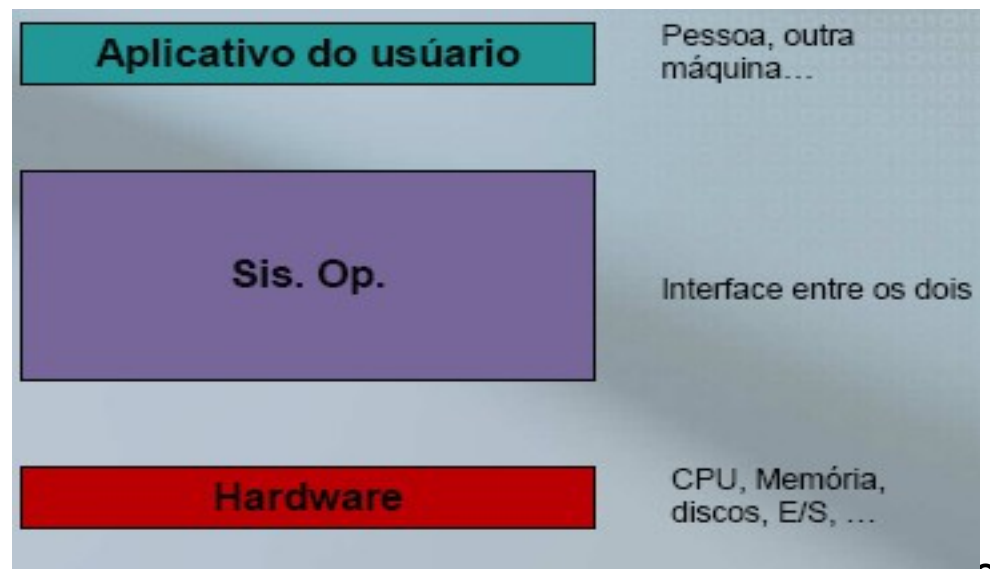 Aplicativo do usúario
Pessoa, outra
máquina…
Sis. Op.
Interface entre os dois
Hardware
CPU, Memória,
discos, E/S, …